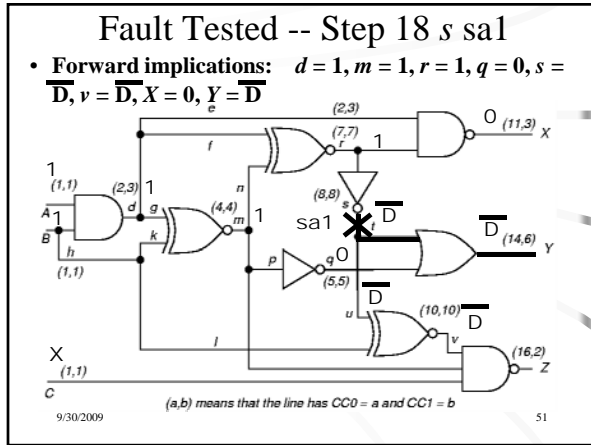 Fault Tested -- Step 18 s sa1
• Forward implications: d = 1, m = 1, r = 1, q = 0, s =
D̅, v = D̅, X = 0, Y = D̅
e
(2,3)
0
(11,3)
X
f
(7,7)
r
1
1
(1,1)
A
(2,3)
d
1
g
n
(4,4)
m
1
(8,8)
s
D̅
sa1
t
D̅
1
B
k
h
(1,1)
0
(14,6)
Y
p
q
(5,5)
D̅
u
(10,10)
D̅
v
l
(16,2)
Z
X
(1,1)
C
(a,b) means that the line has CC0 = a and CC1 = b
9/30/2009
51